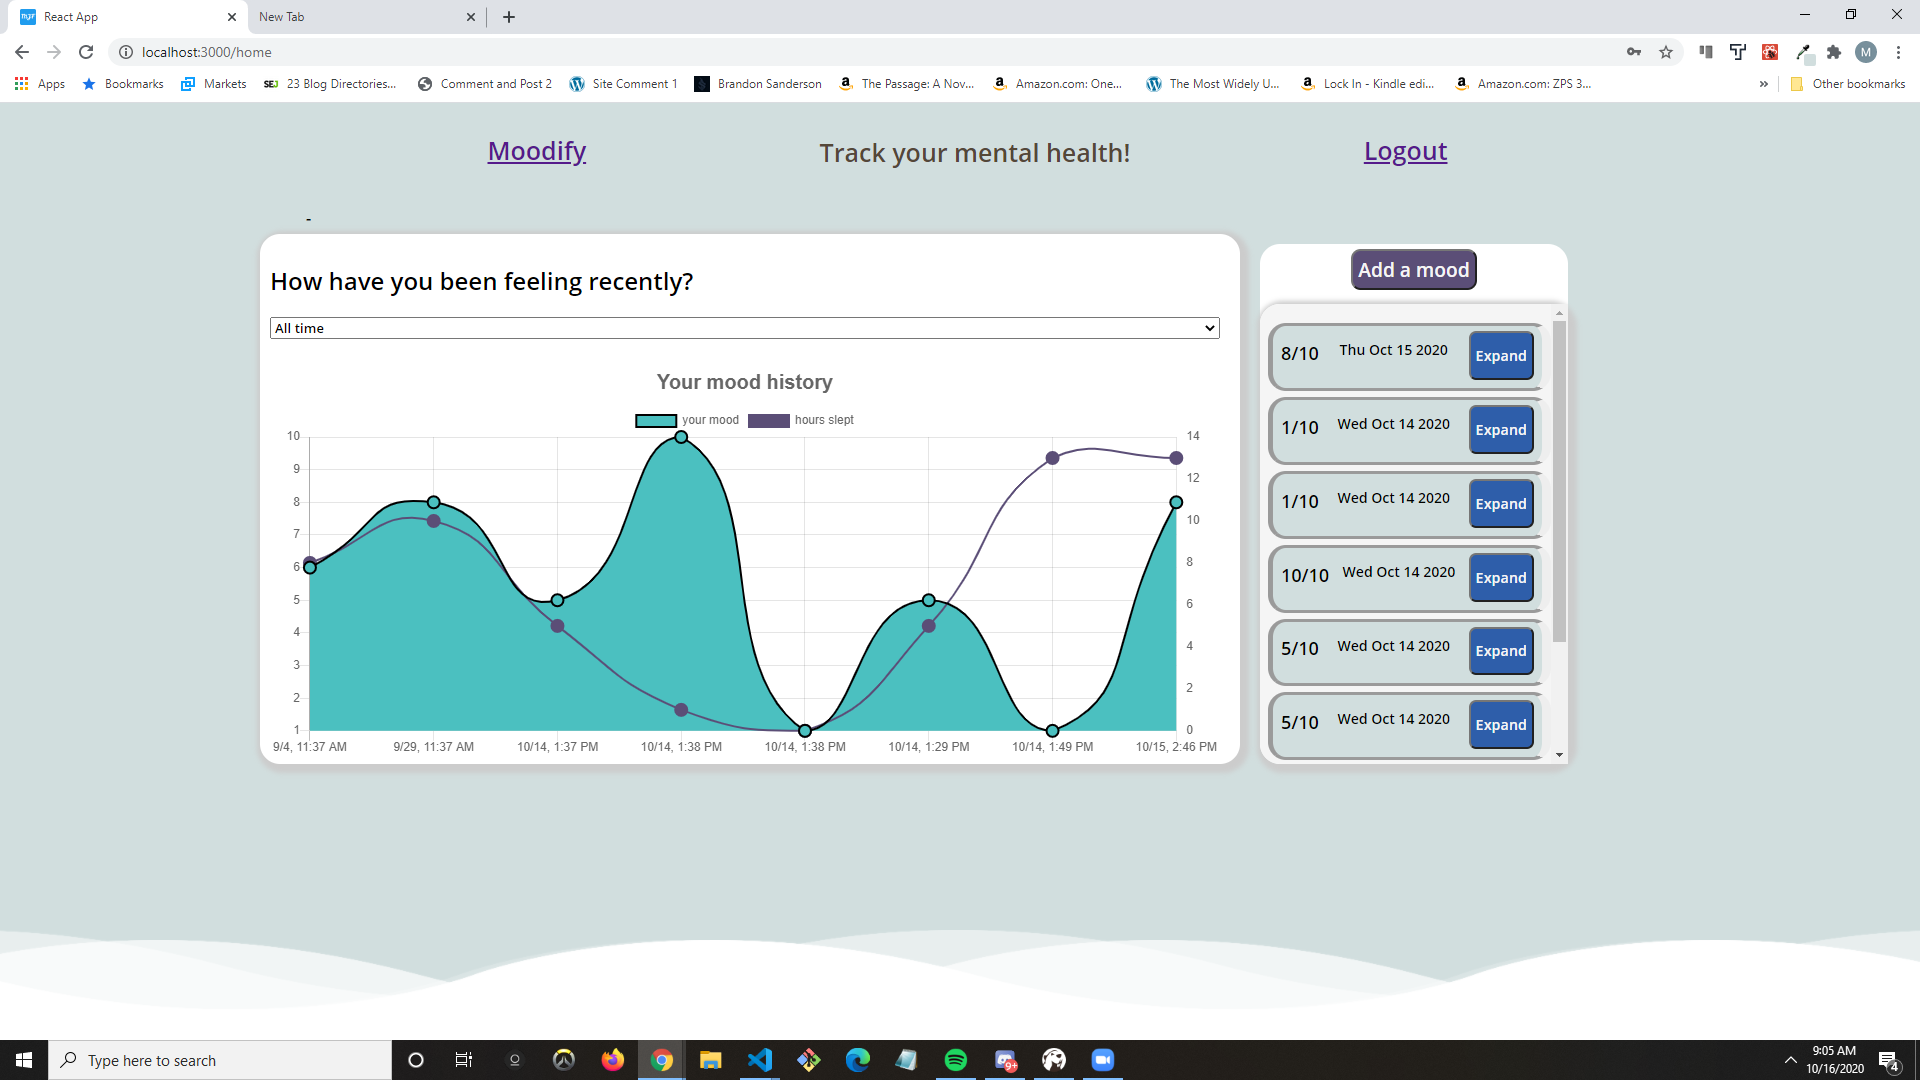 React App
New Tab
localhost:3000/home
M
Apps
Bookmarks
Markets
SEJ
23 Blog Directories...
Comment and Post 2
Site Comment 1
Brandon Sanderson
The Passage: A Nov...
Amazon.com: One...
The Most Widely U...
Lock In - Kindle edi...
Amazon.com: ZPS 3...
»
Other bookmarks
Moodify
Track your mental health!
Logout
-
How have you been feeling recently?
All time
Your mood history
your mood
hours slept
10
9
8
7
6
5
4
3
2
1
14
12
10
8
6
4
2
0
9/4, 11:37 AM
9/29, 11:37 AM
10/14, 1:37 PM
10/14, 1:38 PM
10/14, 1:38 PM
10/14, 1:29 PM
10/14, 1:49 PM
10/15, 2:46 PM
Add a mood
8/10 Thu Oct 15 2020 Expand
1/10 Wed Oct 14 2020 Expand
1/10 Wed Oct 14 2020 Expand
10/10 Wed Oct 14 2020 Expand
5/10 Wed Oct 14 2020 Expand
5/10 Wed Oct 14 2020 Expand
Type here to search
9+
9:05 AM
10/16/2020
4